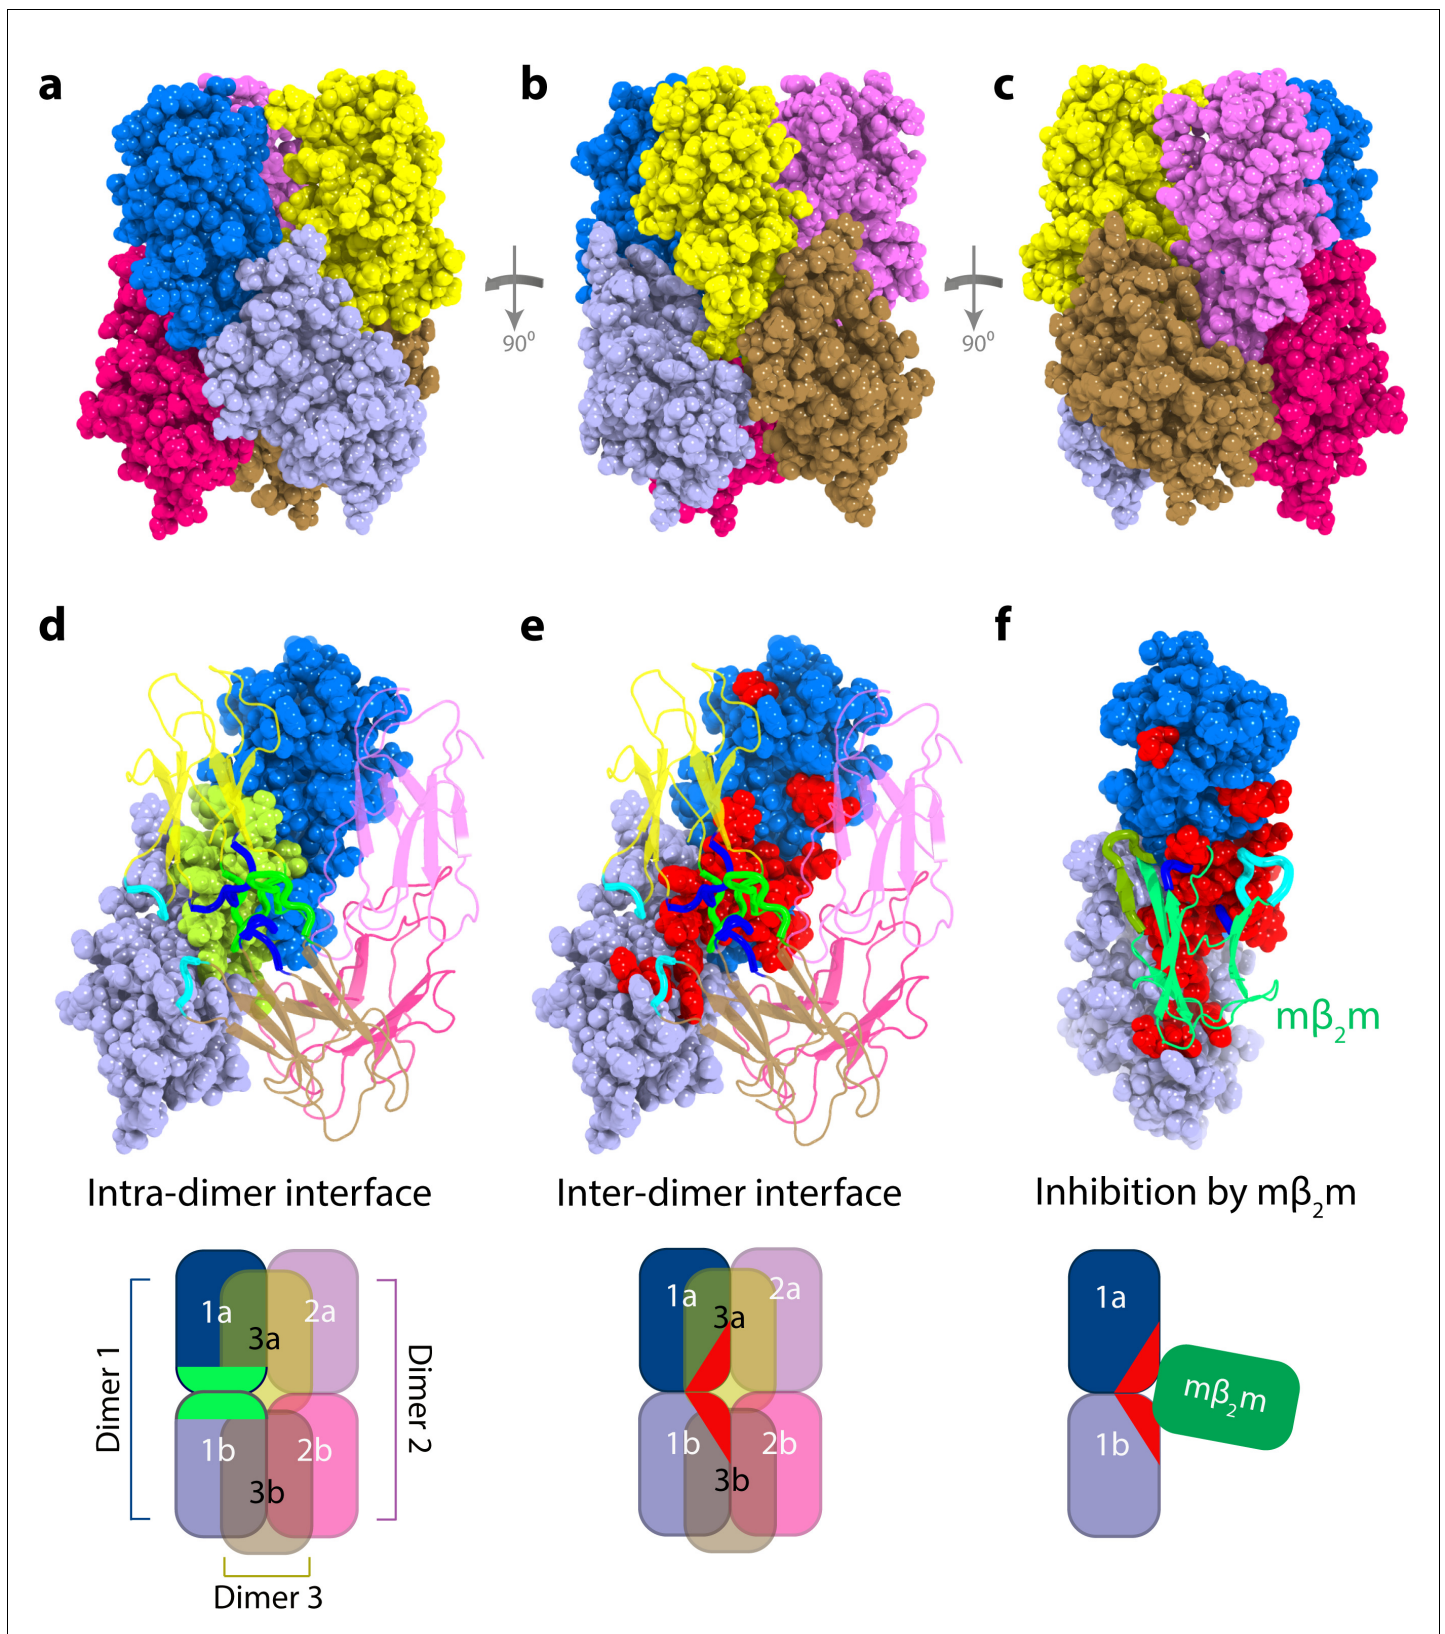 a
b
c
90⁰
90⁰
d
e
f
mβ₂m
Intra-dimer interface
Inter-dimer interface
Inhibition by mβ₂m
Dimer 1
1a
2a
3a
1b
2b
3b
Dimer 2
Dimer 3
1a
2a
3a
1b
2b
3b
1a
mβ₂m
1b